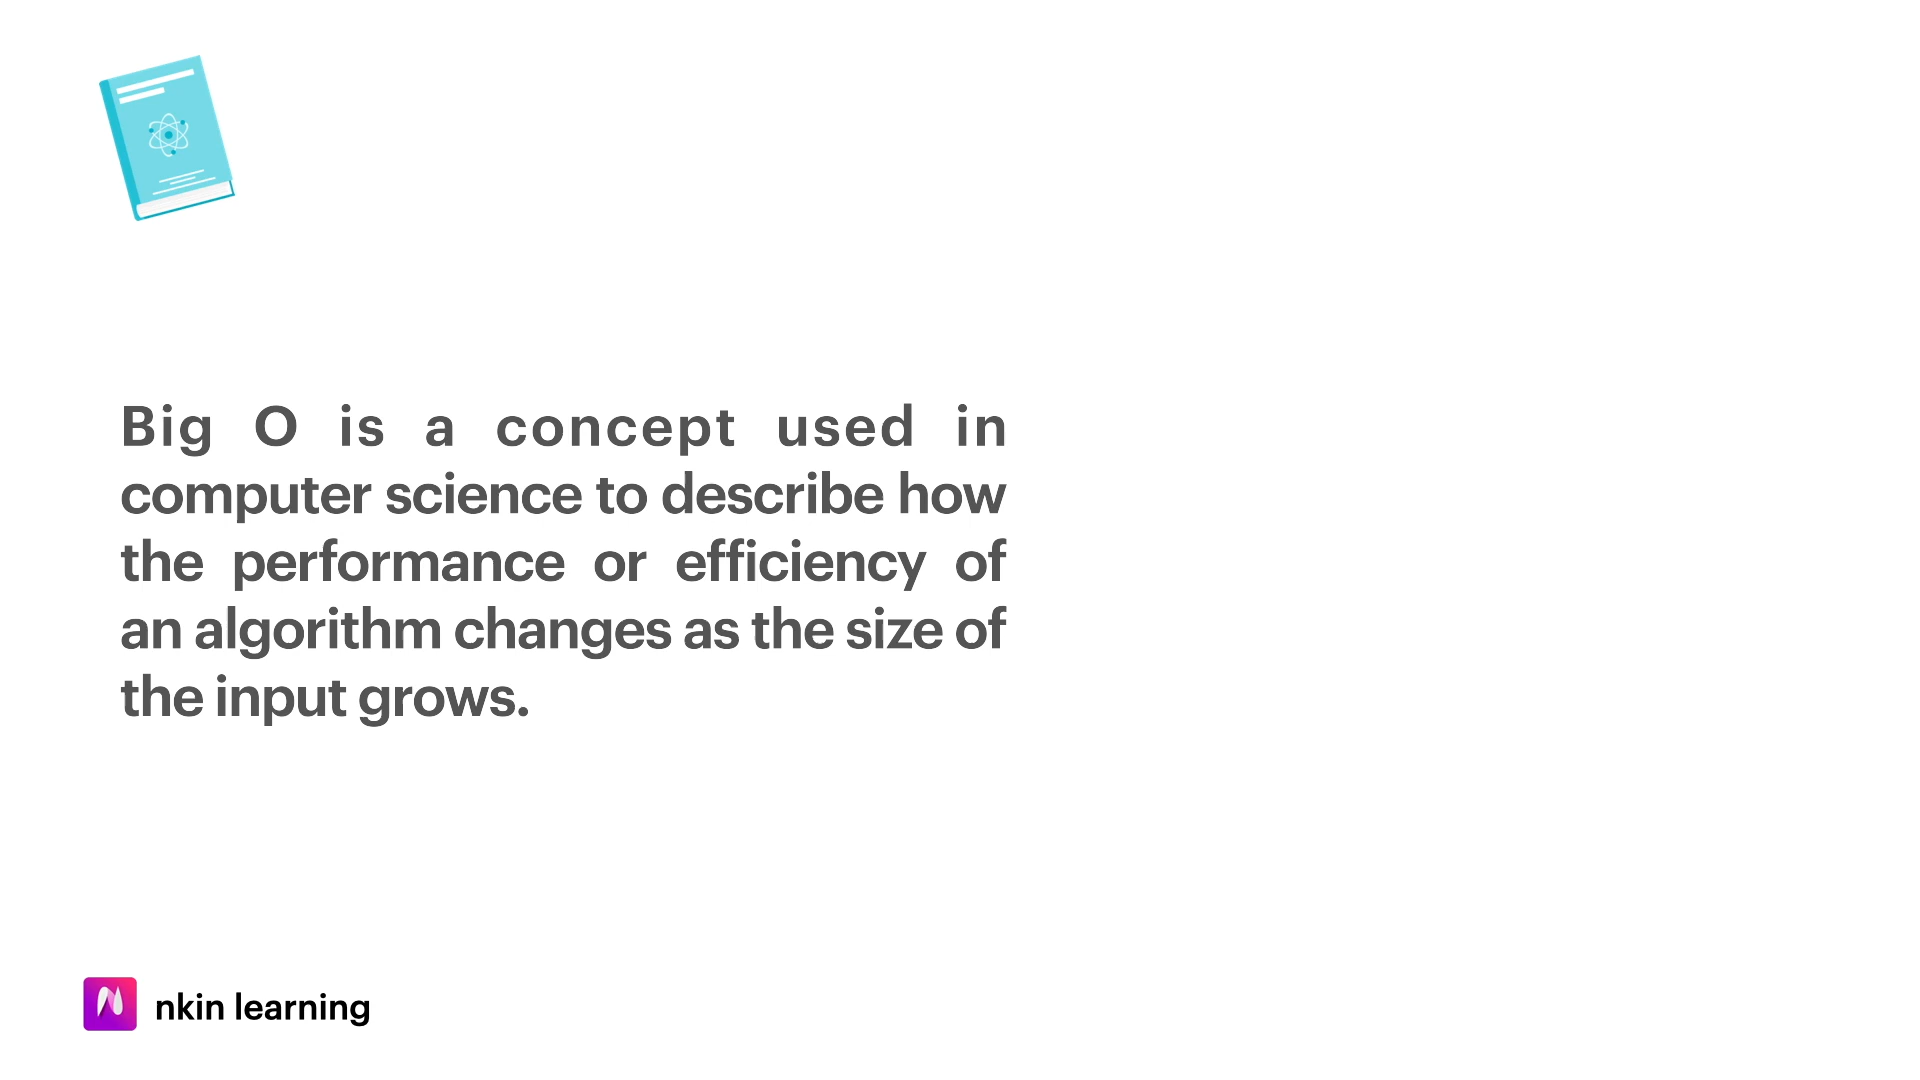 Big O is a concept used in
computer science to describe how
the performance or efficiency of
an algorithm changes as the size of
the input grows.
nkin learning